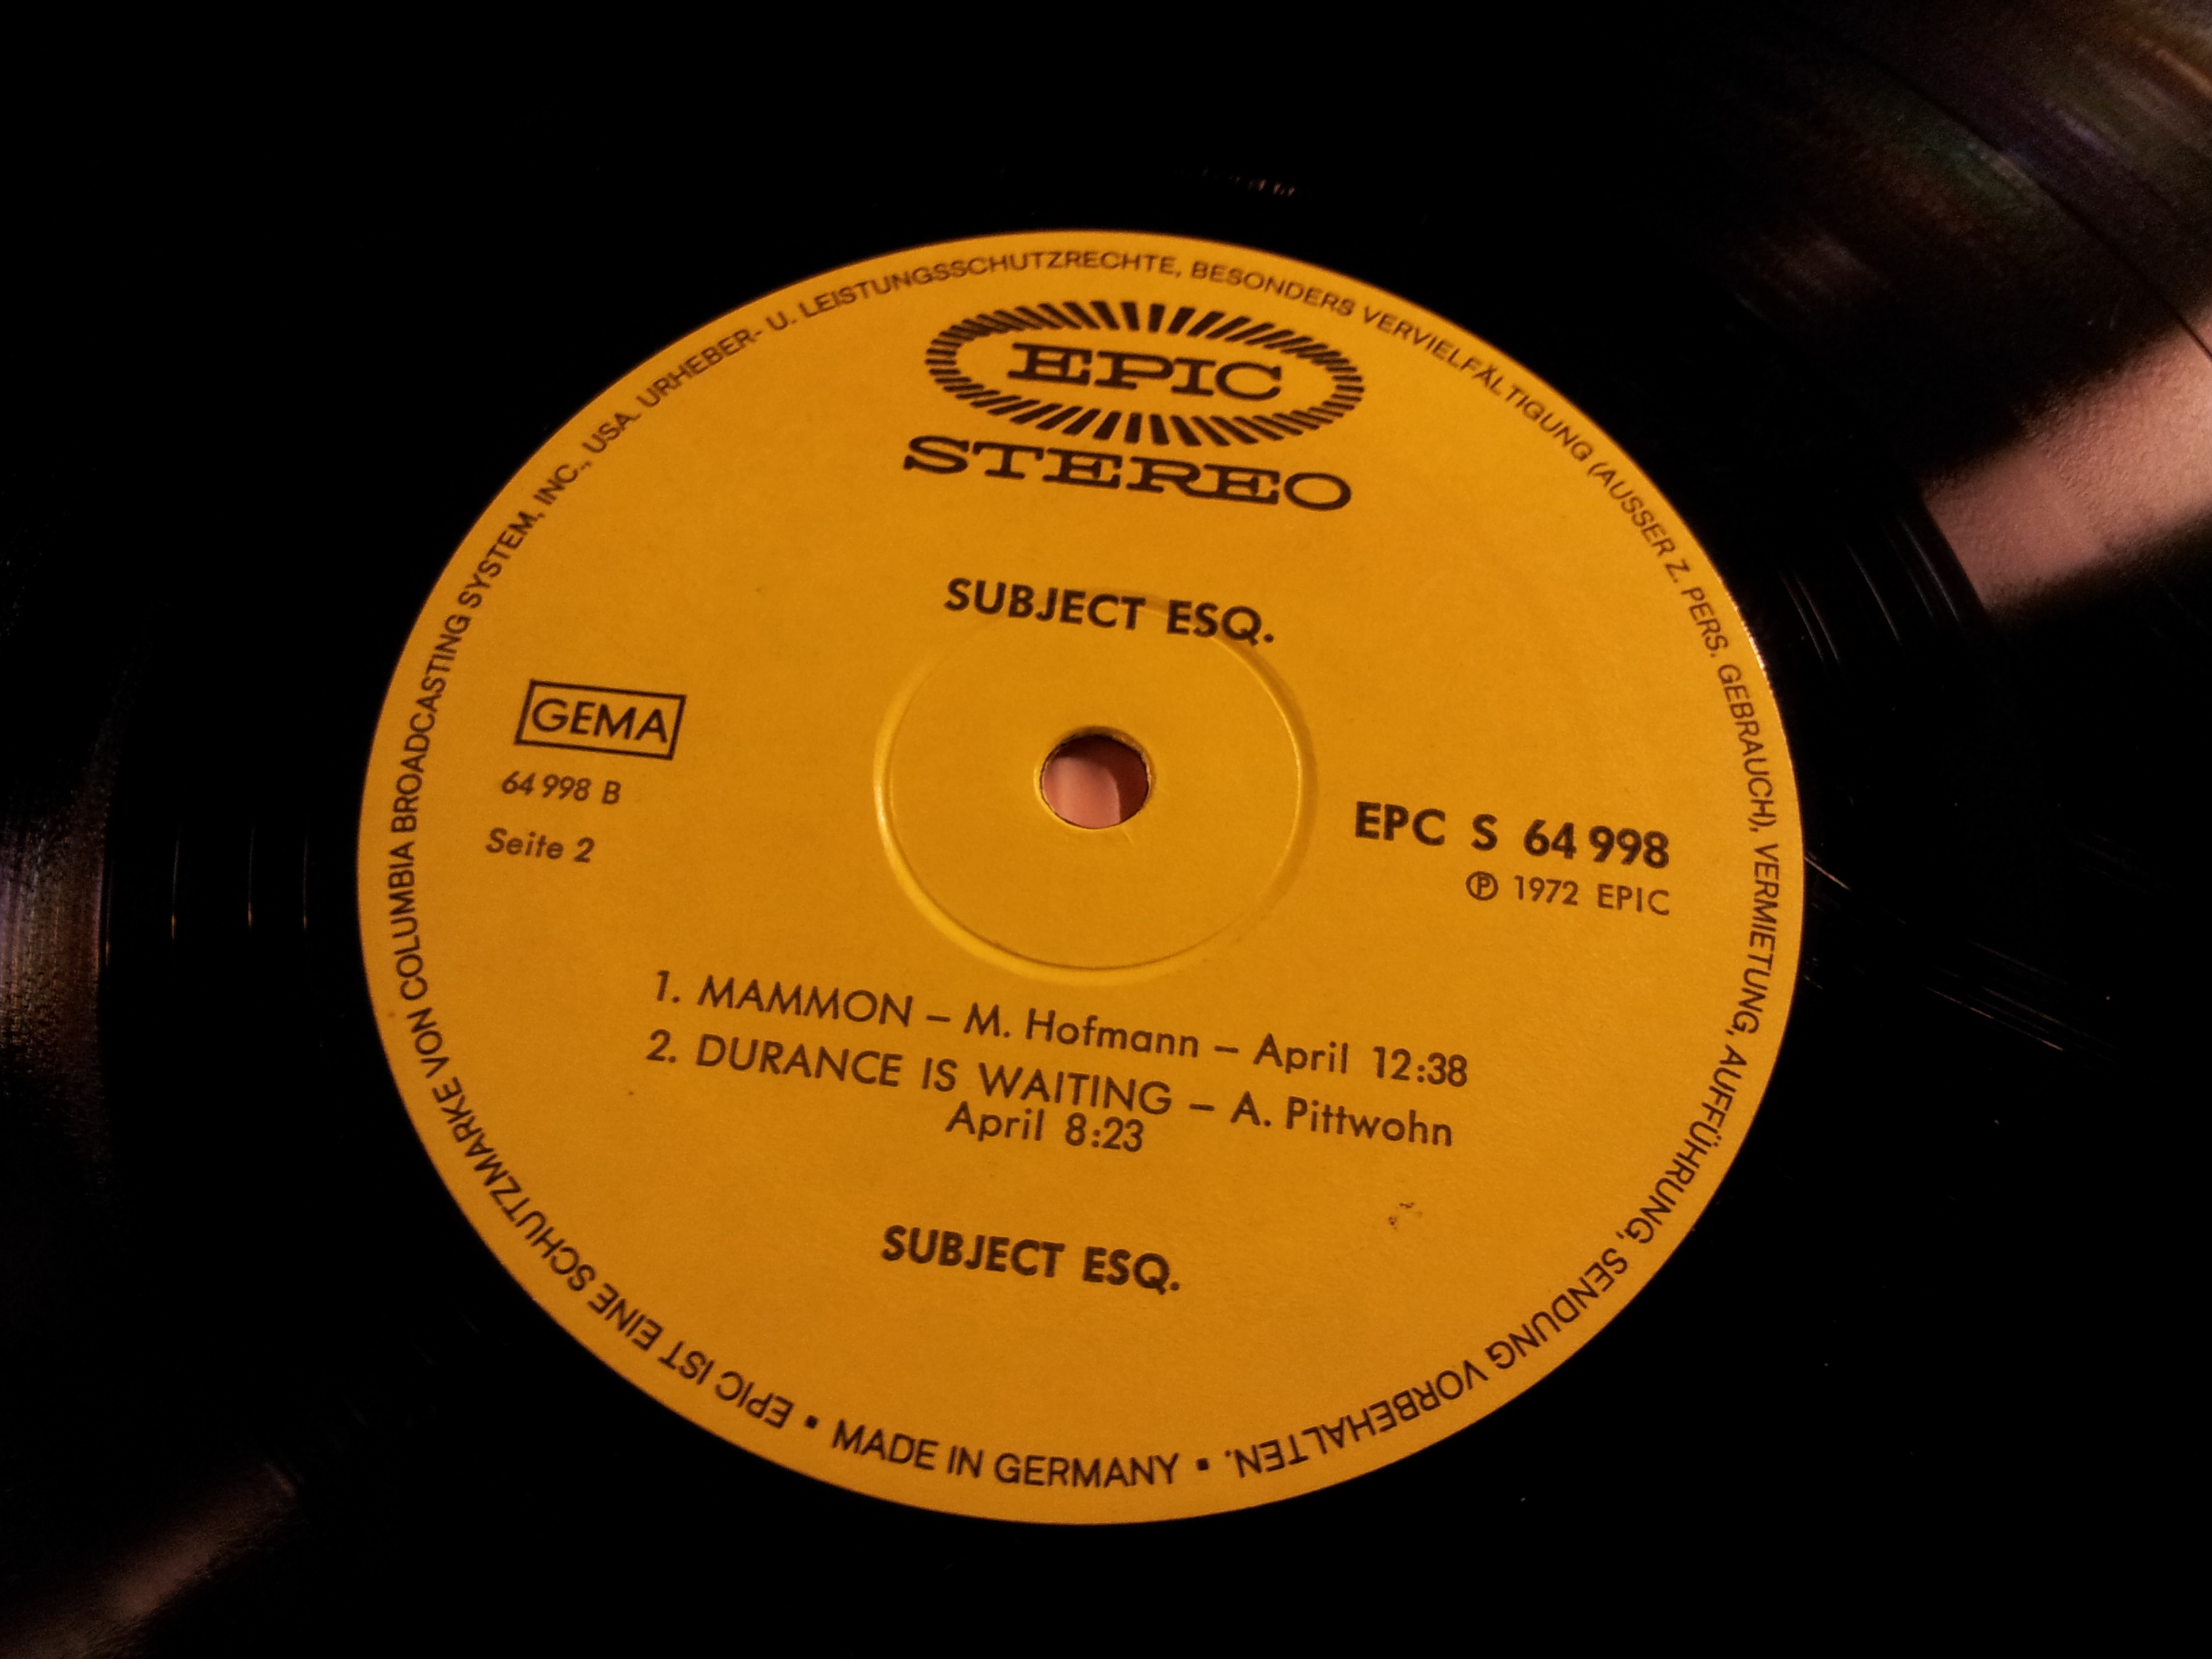 EPIC
STEREO
SUBJECT ESQ.
GEMA
64 998 B
Seite 2
EPC S 64 998
Ⓟ 1972 EPIC
1. MAMMON – M. Hofmann – April 12:38
2. DURANCE IS WAITING – A. Pittwohn
April 8:23
SUBJECT ESQ.
EPIC IST EINE SCHUTZMARKE VON COLUMBIA BROADCASTING SYSTEM, INC., USA. URHEBER- U. LEISTUNGSSCHUTZRECHTE, BESONDERS VERVIELFÄLTIGUNG (AUSSER Z. PERS. GEBRAUCH), VERMIETUNG, AUFFÜHRUNG, SENDUNG VORBEHALTEN.
▪ MADE IN GERMANY ▪